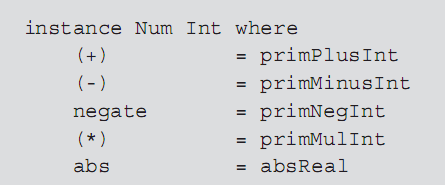 instance Num Int where
    (+)            = primPlusInt
    (-)            = primMinusInt
    negate         = primNegInt
    (*)            = primMulInt
    abs            = absReal